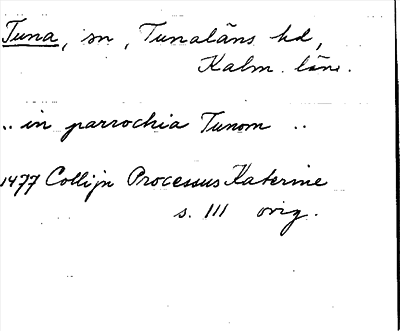 Tuna, sn, Tunaläns hd,
Kalm. län.
.. in parrochia Tunom ..
1477 Collijn Processus Katerine
s. 111 orig.